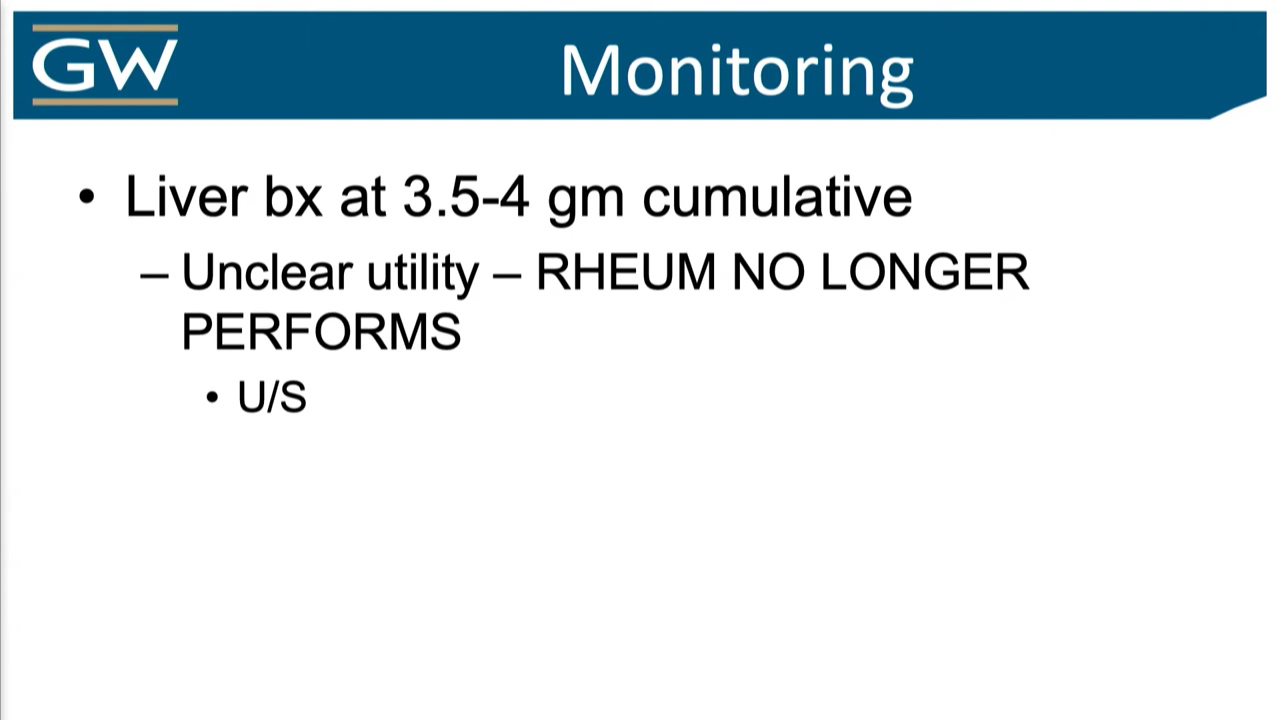 GW
Monitoring
• Liver bx at 3.5-4 gm cumulative
– Unclear utility – RHEUM NO LONGER
PERFORMS
• U/S